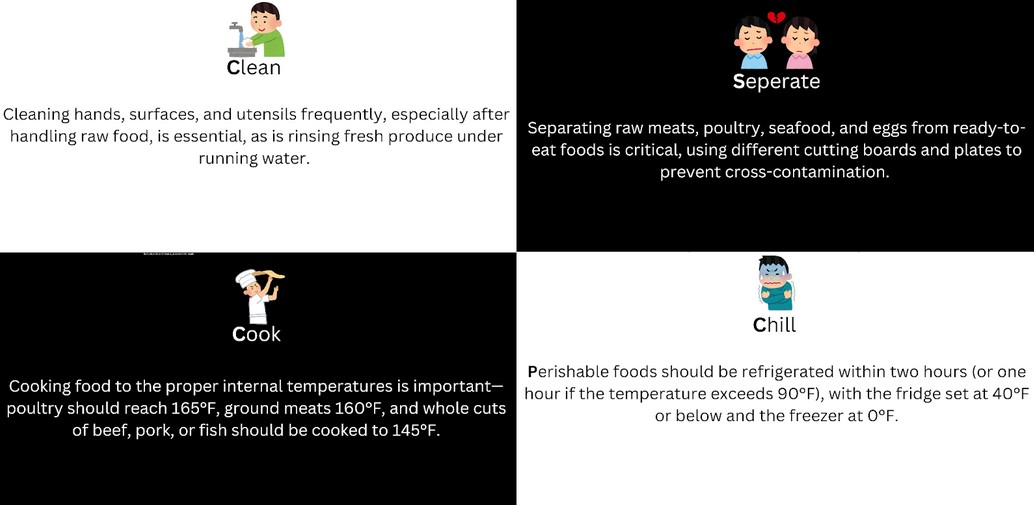 Clean
Cleaning hands, surfaces, and utensils frequently, especially after
handling raw food, is essential, as is rinsing fresh produce under
running water.
Seperate
Separating raw meats, poultry, seafood, and eggs from ready-to-
eat foods is critical, using different cutting boards and plates to
prevent cross-contamination.
Cook
Cooking food to the proper internal temperatures is important—
poultry should reach 165°F, ground meats 160°F, and whole cuts
of beef, pork, or fish should be cooked to 145°F.
Chill
Perishable foods should be refrigerated within two hours (or one
hour if the temperature exceeds 90°F), with the fridge set at 40°F
or below and the freezer at 0°F.